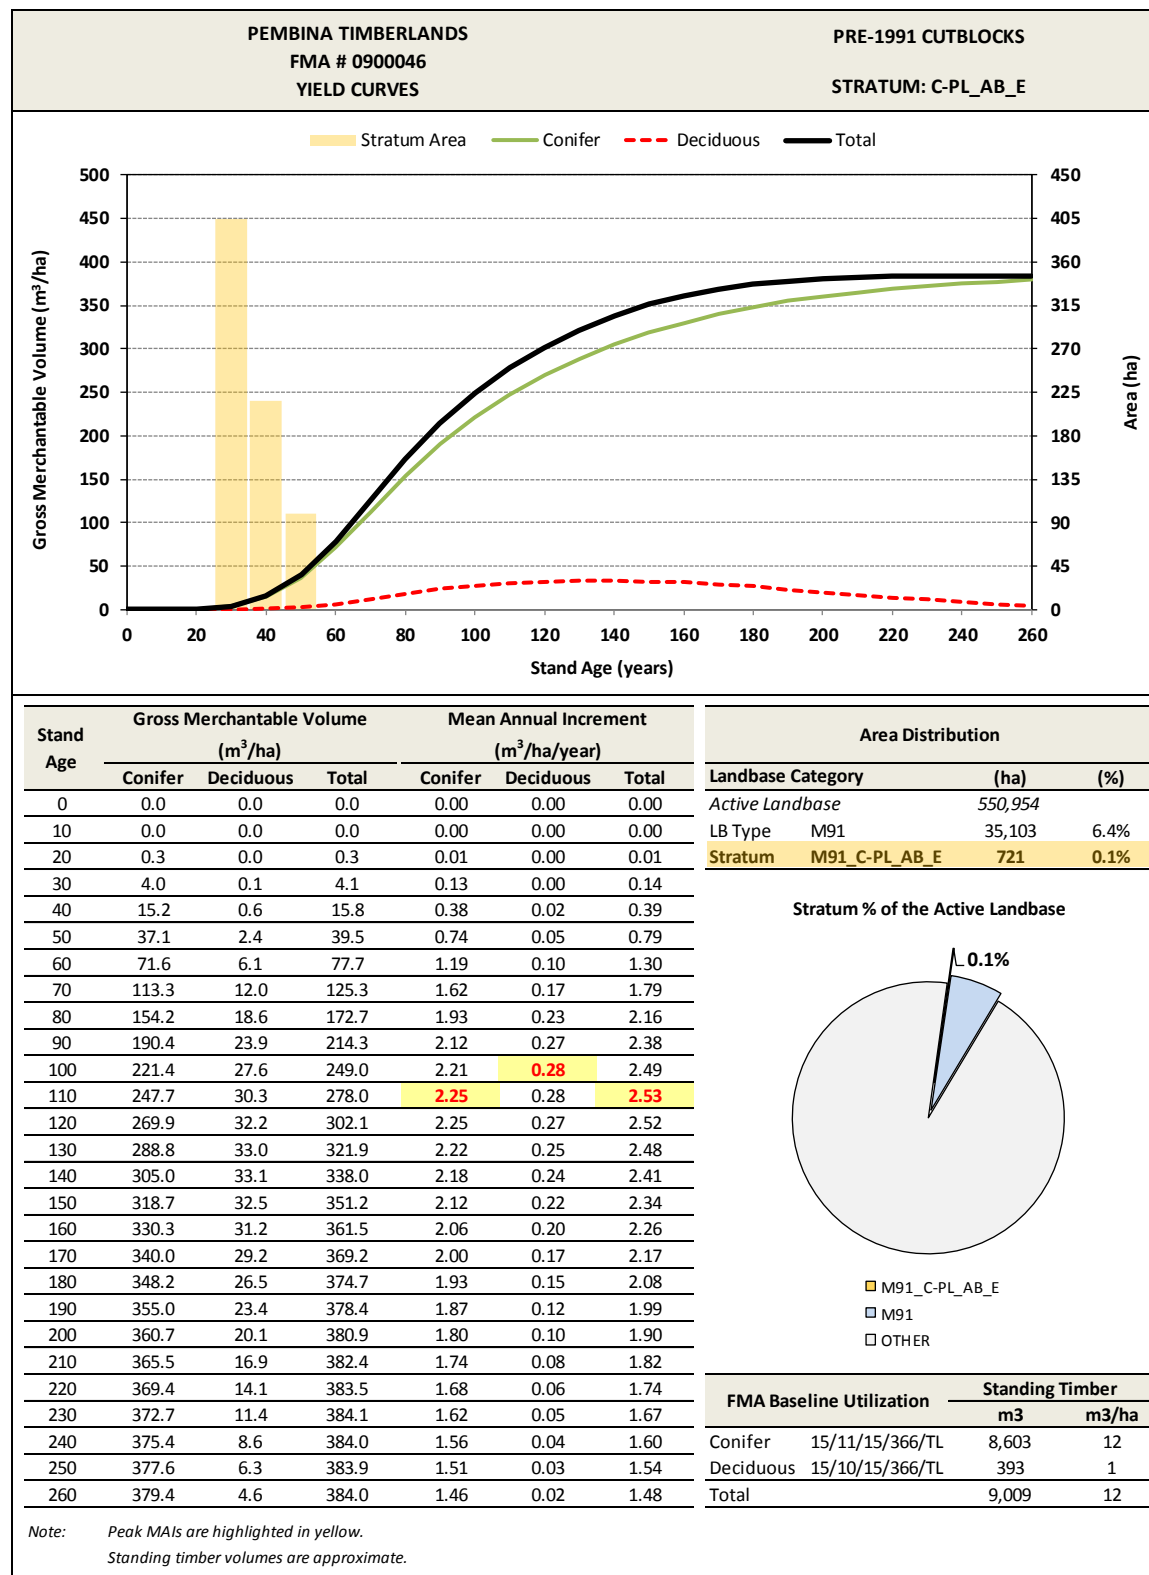 PEMBINA TIMBERLANDS
FMA # 0900046
YIELD CURVES
PRE-1991 CUTBLOCKS
STRATUM: C-PL_AB_E
Stratum Area Conifer Deciduous Total
500
450
400
350
300
250
200
150
100
50
0
Gross Merchantable Volume (m³/ha)
450
405
360
315
270
225
180
135
90
45
0
Area (ha)
0 20 40 60 80 100 120 140 160 180 200 220 240 260
Stand Age (years)
Stand Age Gross Merchantable Volume (m³/ha) Mean Annual Increment (m³/ha/year)
Conifer Deciduous Total Conifer Deciduous Total
0 0.0 0.0 0.0 0.00 0.00 0.00
10 0.0 0.0 0.0 0.00 0.00 0.00
20 0.3 0.0 0.3 0.01 0.00 0.01
30 4.0 0.1 4.1 0.13 0.00 0.14
40 15.2 0.6 15.8 0.38 0.02 0.39
50 37.1 2.4 39.5 0.74 0.05 0.79
60 71.6 6.1 77.7 1.19 0.10 1.30
70 113.3 12.0 125.3 1.62 0.17 1.79
80 154.2 18.6 172.7 1.93 0.23 2.16
90 190.4 23.9 214.3 2.12 0.27 2.38
100 221.4 27.6 249.0 2.21 0.28 2.49
110 247.7 30.3 278.0 2.25 0.28 2.53
120 269.9 32.2 302.1 2.25 0.27 2.52
130 288.8 33.0 321.9 2.22 0.25 2.48
140 305.0 33.1 338.0 2.18 0.24 2.41
150 318.7 32.5 351.2 2.12 0.22 2.34
160 330.3 31.2 361.5 2.06 0.20 2.26
170 340.0 29.2 369.2 2.00 0.17 2.17
180 348.2 26.5 374.7 1.93 0.15 2.08
190 355.0 23.4 378.4 1.87 0.12 1.99
200 360.7 20.1 380.9 1.80 0.10 1.90
210 365.5 16.9 382.4 1.74 0.08 1.82
220 369.4 14.1 383.5 1.68 0.06 1.74
230 372.7 11.4 384.1 1.62 0.05 1.67
240 375.4 8.6 384.0 1.56 0.04 1.60
250 377.6 6.3 383.9 1.51 0.03 1.54
260 379.4 4.6 384.0 1.46 0.02 1.48
Area Distribution
Landbase Category (ha) (%)
Active Landbase 550,954
LB Type M91 35,103 6.4%
Stratum M91_C-PL_AB_E 721 0.1%
Stratum % of the Active Landbase
0.1%
M91_C-PL_AB_E
M91
OTHER
FMA Baseline Utilization Standing Timber
m3 m3/ha
Conifer 15/11/15/366/TL 8,603 12
Deciduous 15/10/15/366/TL 393 1
Total 9,009 12
Note: Peak MAIs are highlighted in yellow.
Standing timber volumes are approximate.